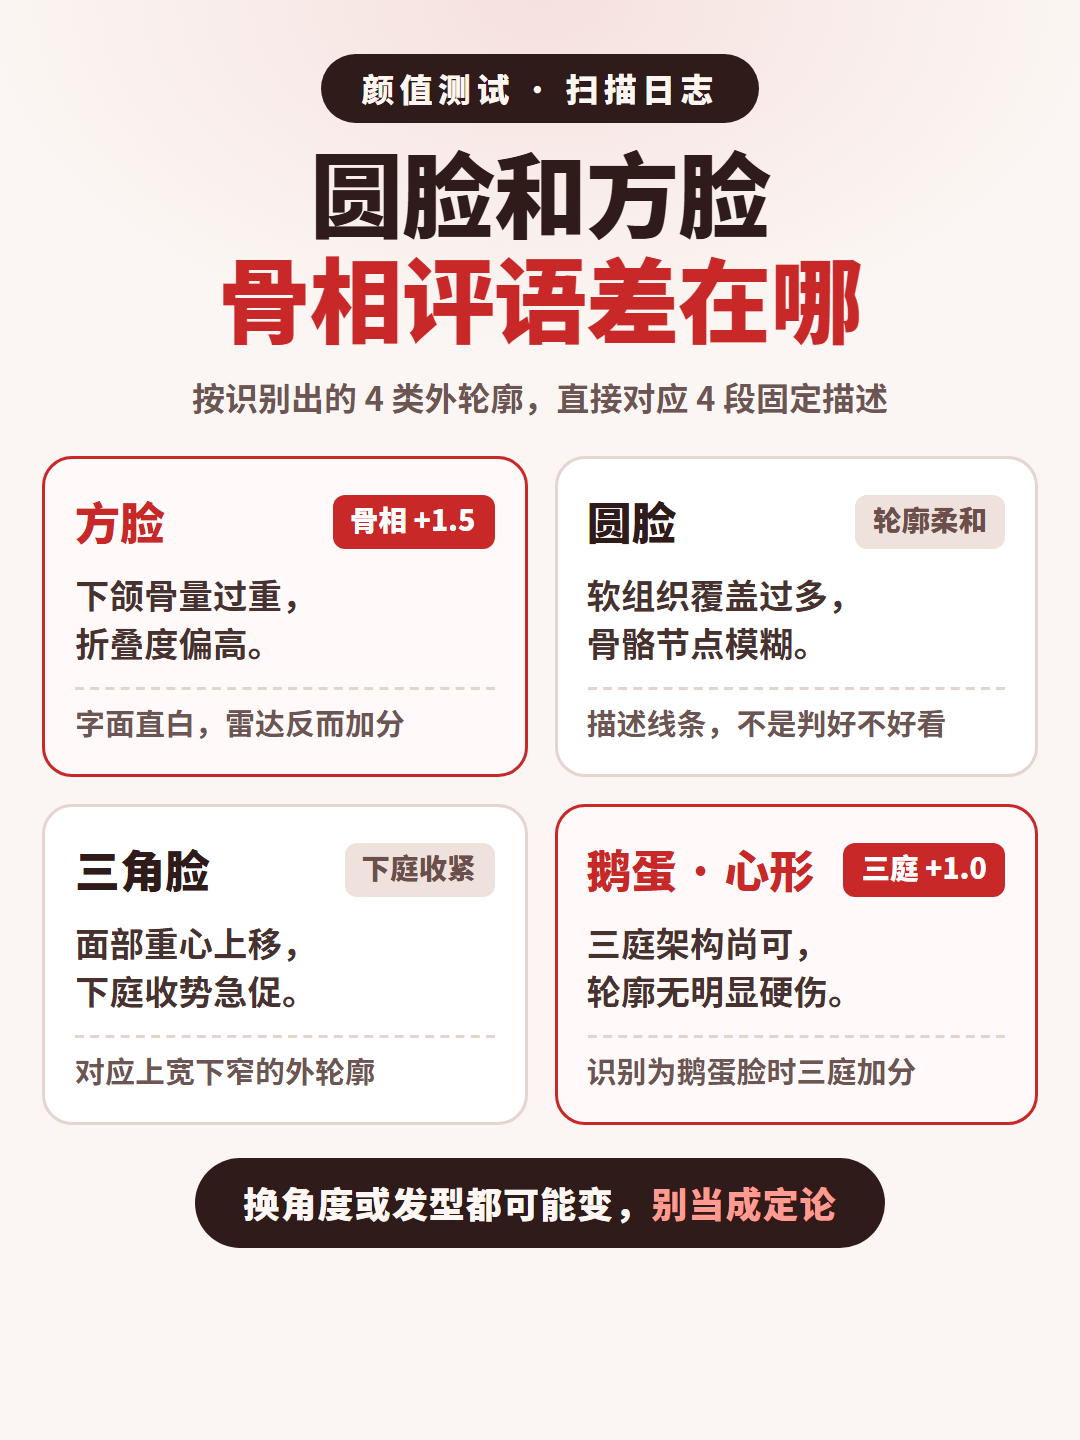 颜值测试 · 扫描日志
圆脸和方脸
骨相评语差在哪
按识别出的 4 类外轮廓，直接对应 4 段固定描述
方脸
骨相 +1.5
下颌骨量过重，
折叠度偏高。
字面直白，雷达反而加分
圆脸
轮廓柔和
软组织覆盖过多，
骨骼节点模糊。
描述线条，不是判好不好看
三角脸
下庭收紧
面部重心上移，
下庭收势急促。
对应上宽下窄的外轮廓
鹅蛋 · 心形
三庭 +1.0
三庭架构尚可，
轮廓无明显硬伤。
识别为鹅蛋脸时三庭加分
换角度或发型都可能变，别当成定论